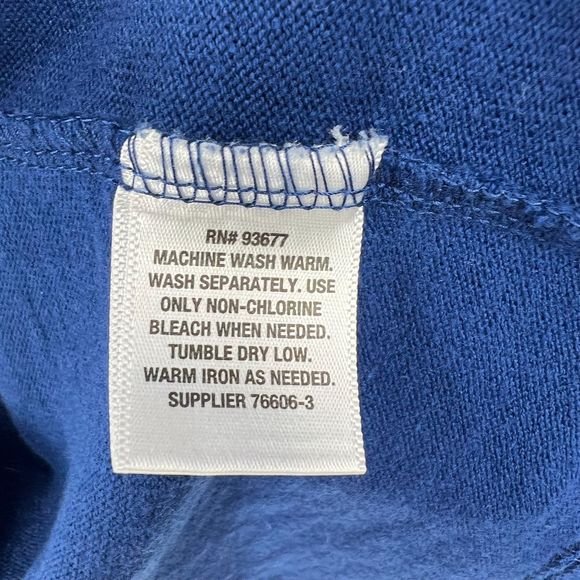 RN# 93677
MACHINE WASH WARM.
WASH SEPARATELY. USE
ONLY NON-CHLORINE
BLEACH WHEN NEEDED.
TUMBLE DRY LOW.
WARM IRON AS NEEDED.
SUPPLIER 76606-3